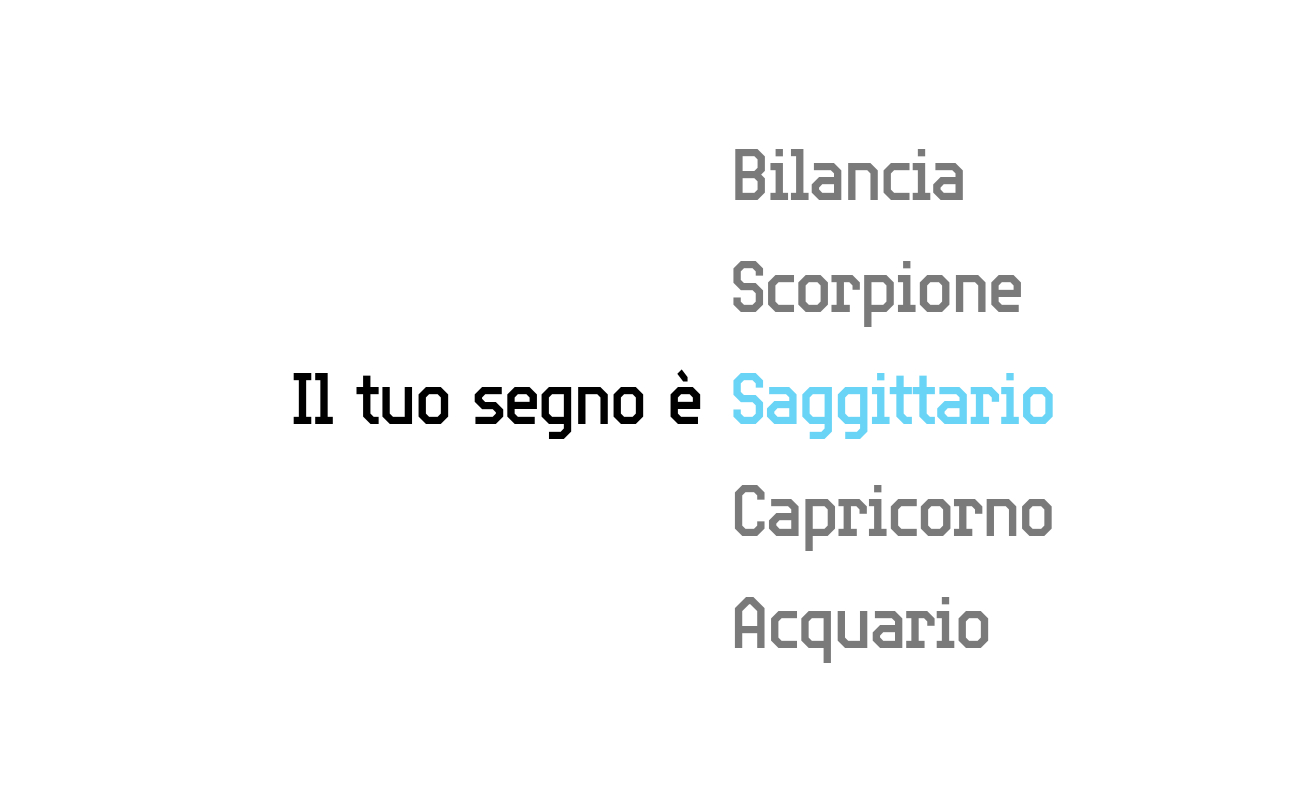 Bilancia
Scorpione
Il tuo segno è Saggittario
Capricorno
Acquario